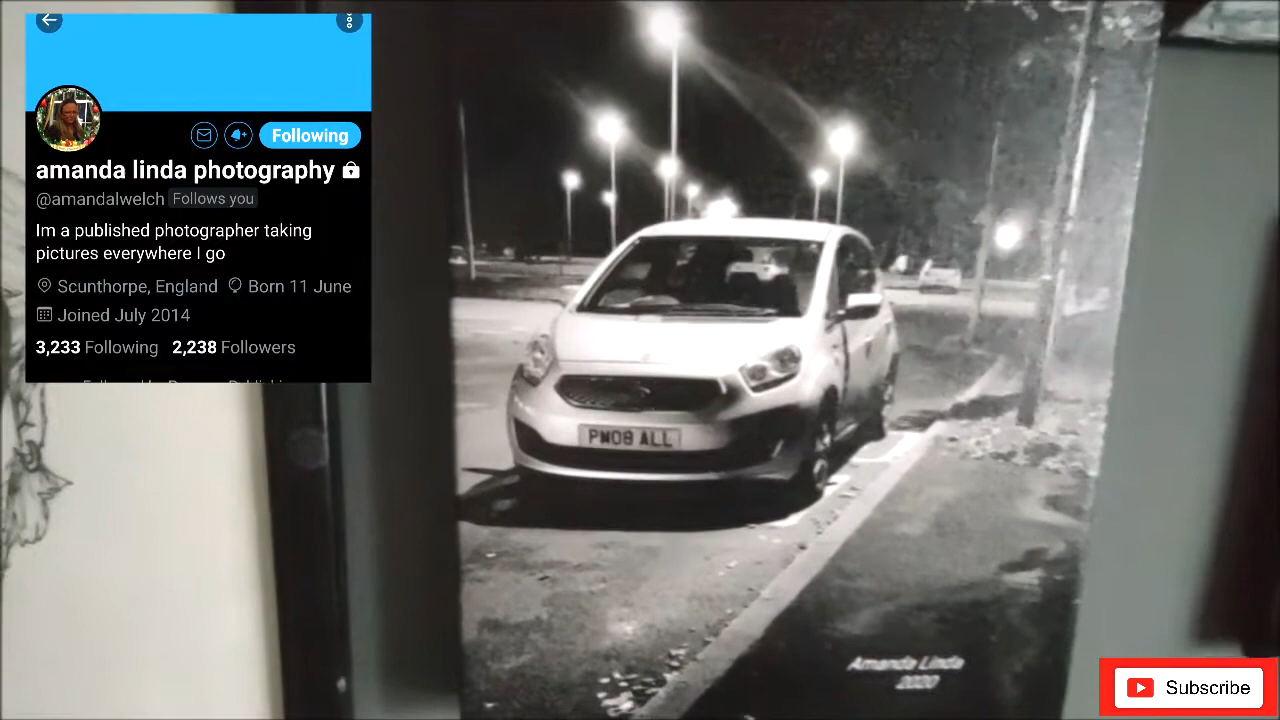 Following
amanda linda photography
@amandalwelch Follows you
Im a published photographer taking
pictures everywhere I go
Scunthorpe, England Born 11 June
Joined July 2014
3,233 Following 2,238 Followers
PM08 ALL
Amanda Linda
2020
Subscribe